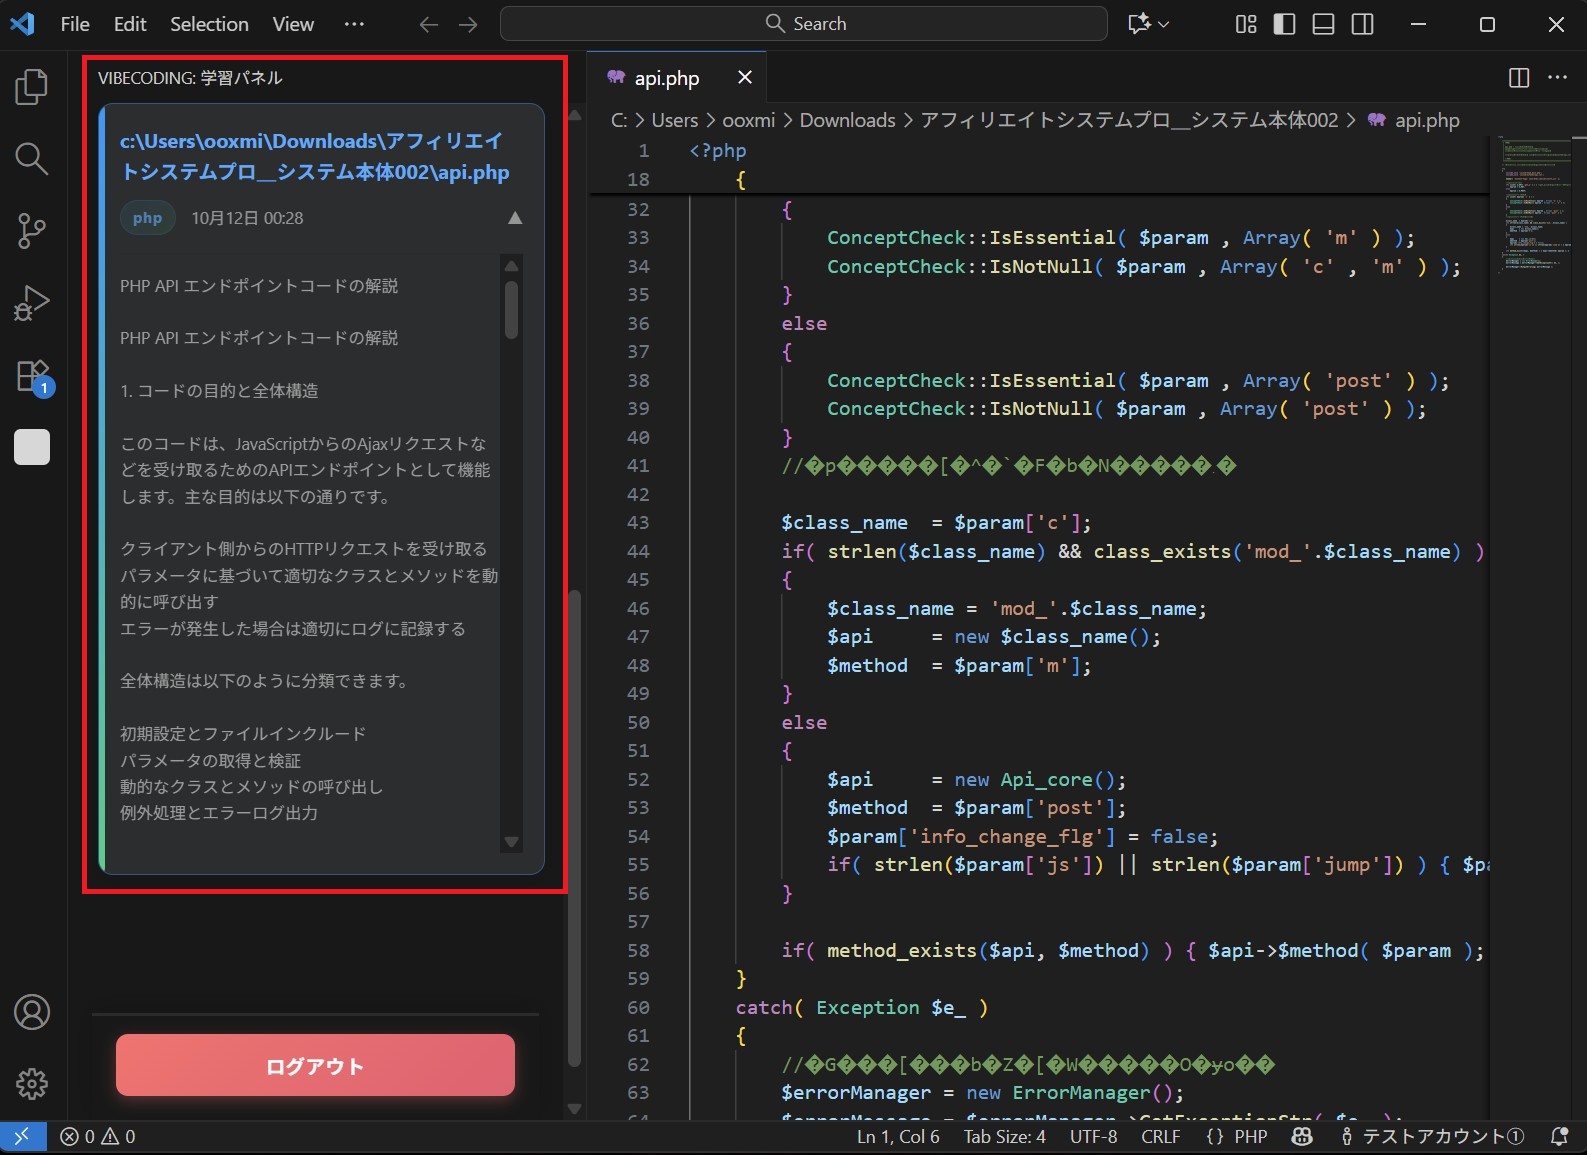 File Edit Selection View ··· Search
VIBECODING: 学習パネル
c:\Users\ooxmi\Downloads\アフィリエイ
トシステムプロ__システム本体002\api.php
php 10月12日 00:28
PHP API エンドポイントコードの解説
PHP API エンドポイントコードの解説
1. コードの目的と全体構造
このコードは、JavaScriptからのAjaxリクエストな
どを受け取るためのAPIエンドポイントとして機能
します。主な目的は以下の通りです。
クライアント側からのHTTPリクエストを受け取る
パラメータに基づいて適切なクラスとメソッドを動
的に呼び出す
エラーが発生した場合は適切にログに記録する
全体構造は以下のように分類できます。
初期設定とファイルインクルード
パラメータの取得と検証
動的なクラスとメソッドの呼び出し
例外処理とエラーログ出力
ログアウト
1
api.php
C: > Users > ooxmi > Downloads > アフィリエイトシステムプロ__システム本体002 > api.php
1 <?php
18 {
32 {
33 ConceptCheck::IsEssential( $param , Array( 'm' ) );
34 ConceptCheck::IsNotNull( $param , Array( 'c' , 'm' ) );
35 }
36 else
37 {
38 ConceptCheck::IsEssential( $param , Array( 'post' ) );
39 ConceptCheck::IsNotNull( $param , Array( 'post' ) );
40 }
41 //�p�����[�^�`�F�b�N�����.�
42
43 $class_name = $param['c'];
44 if( strlen($class_name) && class_exists('mod_'.$class_name) )
45 {
46 $class_name = 'mod_'.$class_name;
47 $api = new $class_name();
48 $method = $param['m'];
49 }
50 else
51 {
52 $api = new Api_core();
53 $method = $param['post'];
54 $param['info_change_flg'] = false;
55 if( strlen($param['js']) || strlen($param['jump']) ) { $pa
56 }
57
58 if( method_exists($api, $method) ) { $api->$method( $param );
59 }
60 catch( Exception $e_ )
61 {
62 //�G���[���b�Z�[�W�����O�ɏo��
63 $errorManager = new ErrorManager();
0 0 Ln 1, Col 6 Tab Size: 4 UTF-8 CRLF {} PHP テストアカウント①